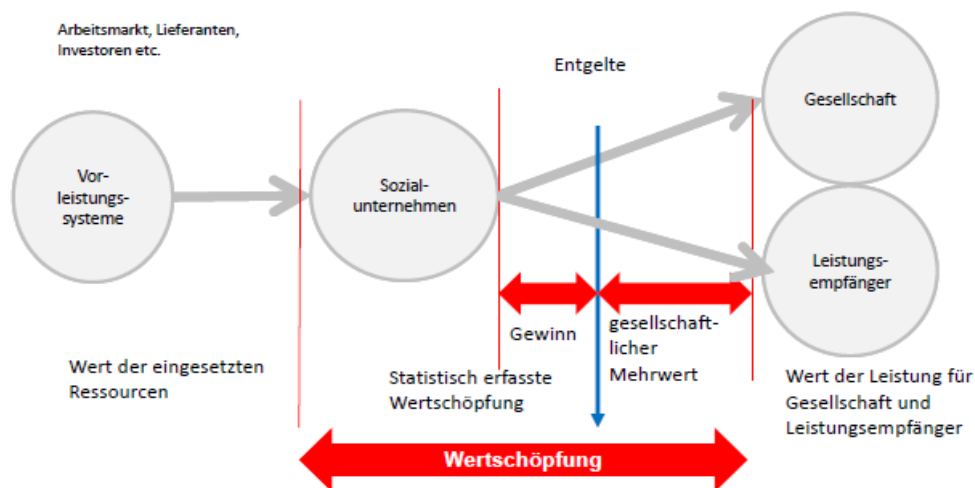 Arbeitsmarkt, Lieferanten,
Investoren etc.
Entgelte
Gesellschaft
Vor-
leistungs-
systeme
Sozial-
unternehmen
Leistungs-
empfänger
Gewinn
gesellschaft-
licher
Mehrwert
Wert der eingesetzten
Ressourcen
Statistisch erfasste
Wertschöpfung
Wert der Leistung für
Gesellschaft und
Leistungsempfänger
Wertschöpfung